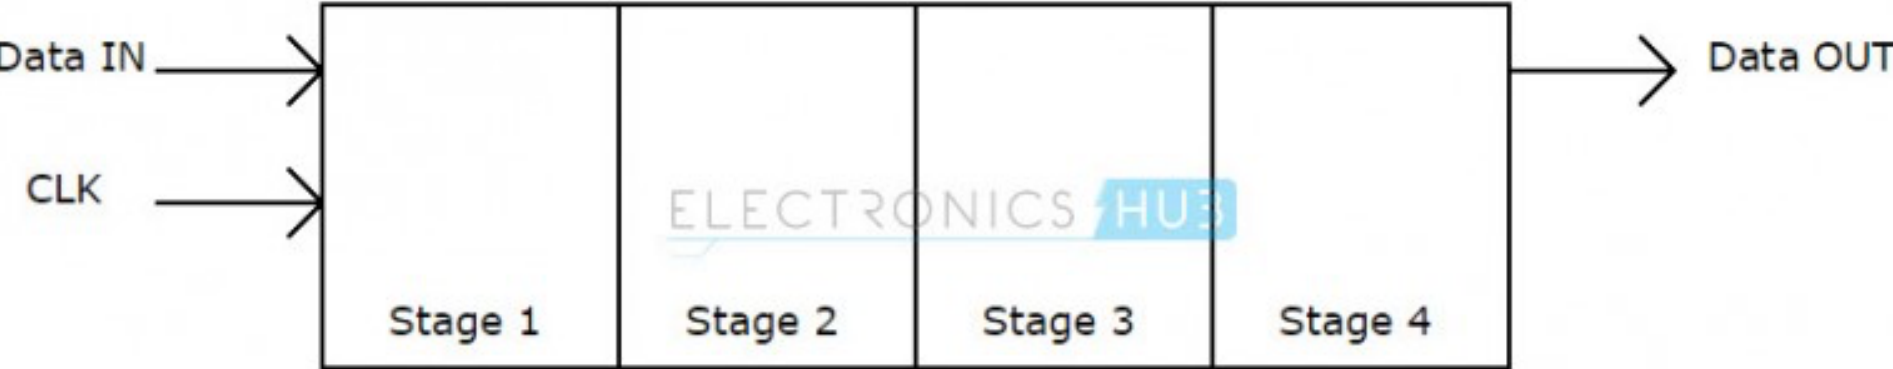 Data IN
Data OUT
CLK
ELECTRONICS HUB
Stage 1
Stage 2
Stage 3
Stage 4